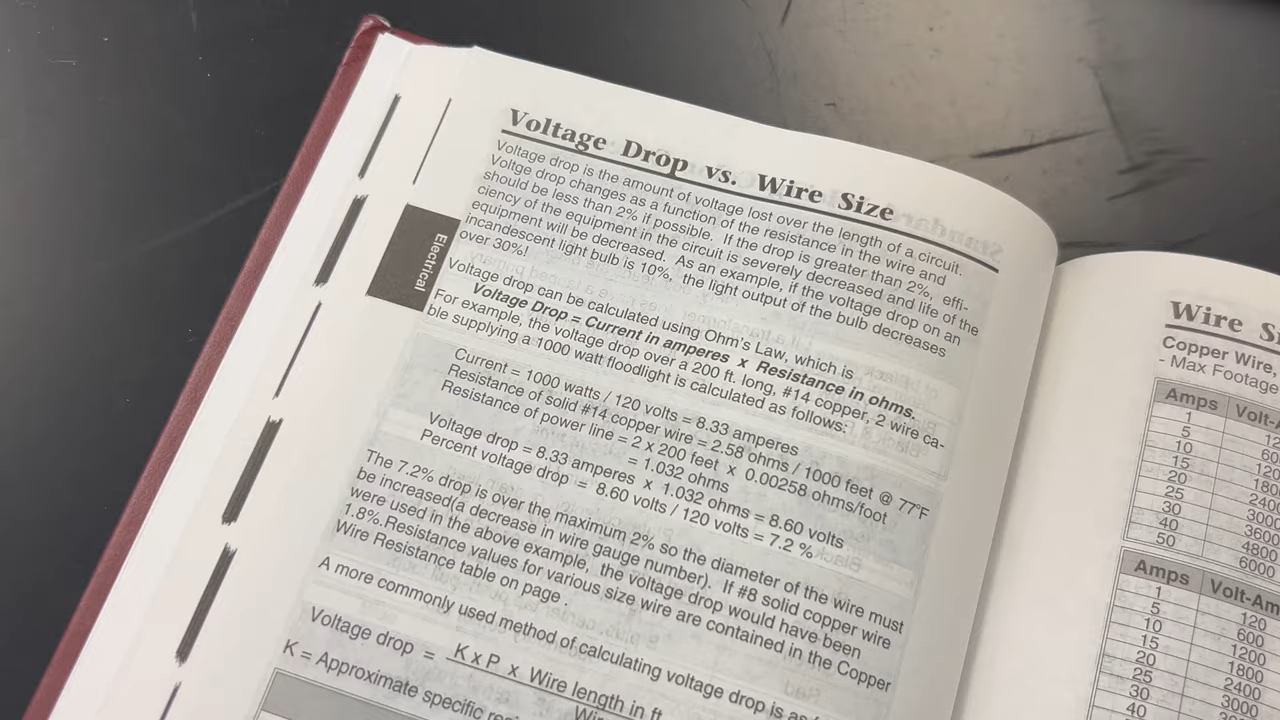 Voltage Drop vs. Wire Size
Voltage drop is the amount of voltage lost over the length of a circuit.
Voltge drop changes as a function of the resistance in the wire and
should be less than 2% if possible. If the drop is greater than 2%, effi-
ciency of the equipment in the circuit is severely decreased and life of the
equipment will be decreased. As an example, if the voltage drop on an
incandescent light bulb is 10%, the light output of the bulb decreases
over 30%!
Voltage drop can be calculated using Ohm's Law, which is
Voltage Drop = Current in amperes x Resistance in ohms.
For example, the voltage drop over a 200 ft. long, #14 copper, 2 wire ca-
ble supplying a 1000 watt floodlight is calculated as follows:
Current = 1000 watts / 120 volts = 8.33 amperes
Resistance of solid #14 copper wire = 2.58 ohms / 1000 feet @ 77°F
Resistance of power line = 2 x 200 feet x 0.00258 ohms/foot
= 1.032 ohms
Voltage drop = 8.33 amperes x 1.032 ohms = 8.60 volts
Percent voltage drop = 8.60 volts / 120 volts = 7.2 %
The 7.2% drop is over the maximum 2% so the diameter of the wire must
be increased(a decrease in wire gauge number). If #8 solid copper wire
were used in the above example, the voltage drop would have been
1.8%.Resistance values for various size wire are contained in the Copper
Wire Resistance table on page .
A more commonly used method of calculating voltage drop is as
Voltage drop = K x P x Wire length in ft
K = Approximate specific
Electrical
Wire
Copper Wire,
- Max Footage
Amps
1
5
10
15
20
25
30
40
50
600
1200
1800
2400
3000
3600
4800
6000
Amps Volt-Am
1 120
5 600
10 1200
15 1800
20 2400
25 3000
30
40